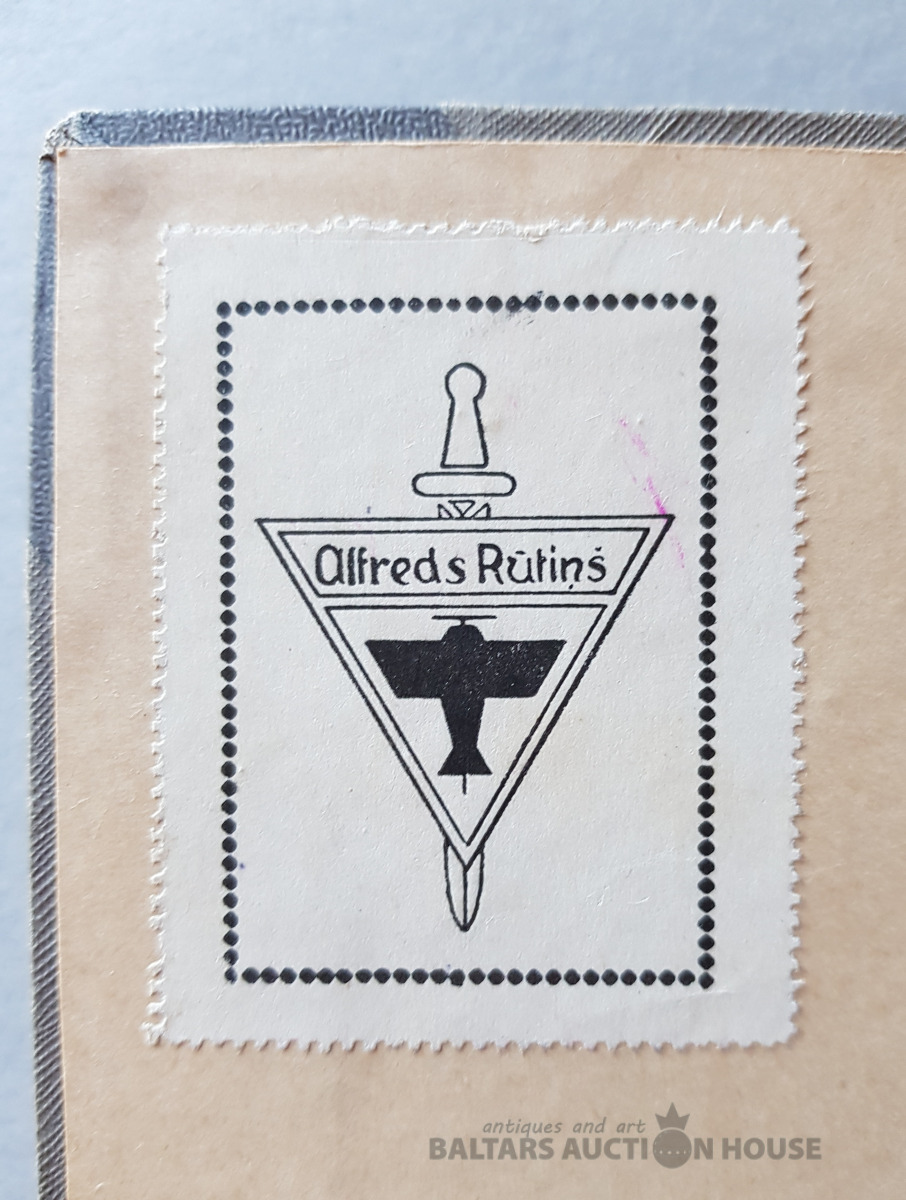 Alfreds Rūtiņš
antiques and art
BALTARS AUCTION HOUSE